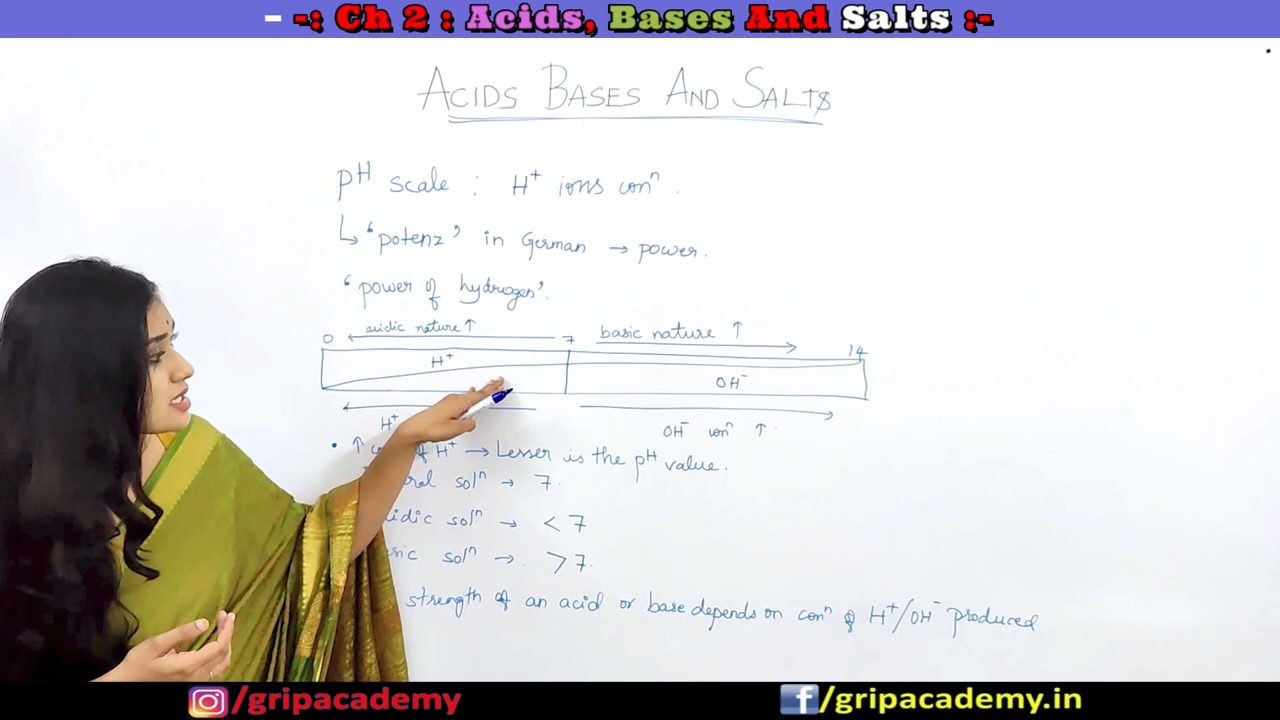 - -: Ch 2 : Acids, Bases And Salts :-
ACIDS BASES AND SALTS
pH scale : H⁺ ions conⁿ .
↳ 'potenz' in German → power.
'power of hydrogen'.
0 acidic nature ↑ 7 basic nature ↑ 14
H⁺ OH⁻
H⁺ OH⁻ conⁿ ↑ .
• ↑ of H⁺ → Lesser is the pH value.
solⁿ → 7.
solⁿ → < 7
solⁿ → . > 7.
strength of an acid or base depends on conⁿ of H⁺/OH⁻ produced
/gripacademy /gripacademy.in